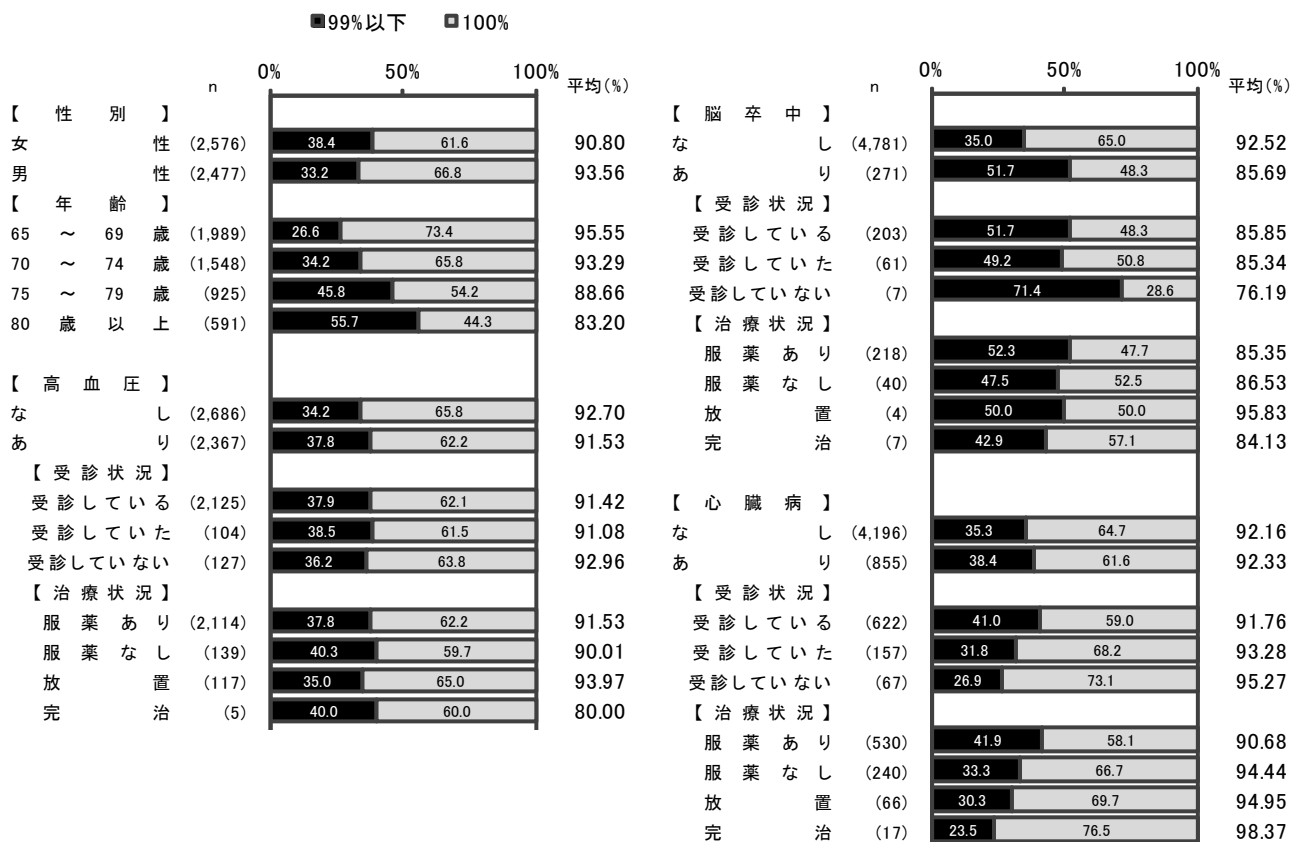 ■99%以下 □100%
0% 50% 100%
n 平均(%)
【性別】
女性 (2,576) 38.4 61.6 90.80
男性 (2,477) 33.2 66.8 93.56
【年齢】
65～69歳 (1,989) 26.6 73.4 95.55
70～74歳 (1,548) 34.2 65.8 93.29
75～79歳 (925) 45.8 54.2 88.66
80歳以上 (591) 55.7 44.3 83.20
【高血圧】
なし (2,686) 34.2 65.8 92.70
あり (2,367) 37.8 62.2 91.53
【受診状況】
受診している (2,125) 37.9 62.1 91.42
受診していた (104) 38.5 61.5 91.08
受診していない (127) 36.2 63.8 92.96
【治療状況】
服薬あり (2,114) 37.8 62.2 91.53
服薬なし (139) 40.3 59.7 90.01
放置 (117) 35.0 65.0 93.97
完治 (5) 40.0 60.0 80.00
0% 50% 100%
n 平均(%)
【脳卒中】
なし (4,781) 35.0 65.0 92.52
あり (271) 51.7 48.3 85.69
【受診状況】
受診している (203) 51.7 48.3 85.85
受診していた (61) 49.2 50.8 85.34
受診していない (7) 71.4 28.6 76.19
【治療状況】
服薬あり (218) 52.3 47.7 85.35
服薬なし (40) 47.5 52.5 86.53
放置 (4) 50.0 50.0 95.83
完治 (7) 42.9 57.1 84.13
【心臓病】
なし (4,196) 35.3 64.7 92.16
あり (855) 38.4 61.6 92.33
【受診状況】
受診している (622) 41.0 59.0 91.76
受診していた (157) 31.8 68.2 93.28
受診していない (67) 26.9 73.1 95.27
【治療状況】
服薬あり (530) 41.9 58.1 90.68
服薬なし (240) 33.3 66.7 94.44
放置 (66) 30.3 69.7 94.95
完治 (17) 23.5 76.5 98.37